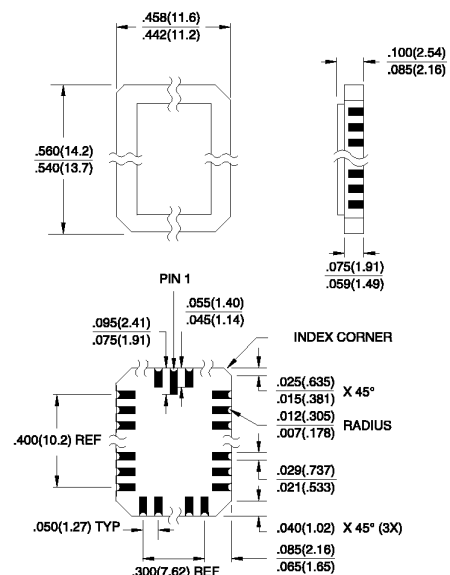 .458(11.6)
.442(11.2)
.100(2.54)
.085(2.16)
.560(14.2)
.540(13.7)
.075(1.91)
.059(1.49)
PIN 1
.055(1.40)
.045(1.14)
.095(2.41)
.075(1.91)
INDEX CORNER
.025(.635)
.015(.381)
X 45°
.012(.305)
.007(.178)
RADIUS
.400(10.2) REF
.029(.737)
.021(.533)
.050(1.27) TYP
.040(1.02) X 45° (3X)
.085(2.16)
.065(1.65)
.300(7.62) REF